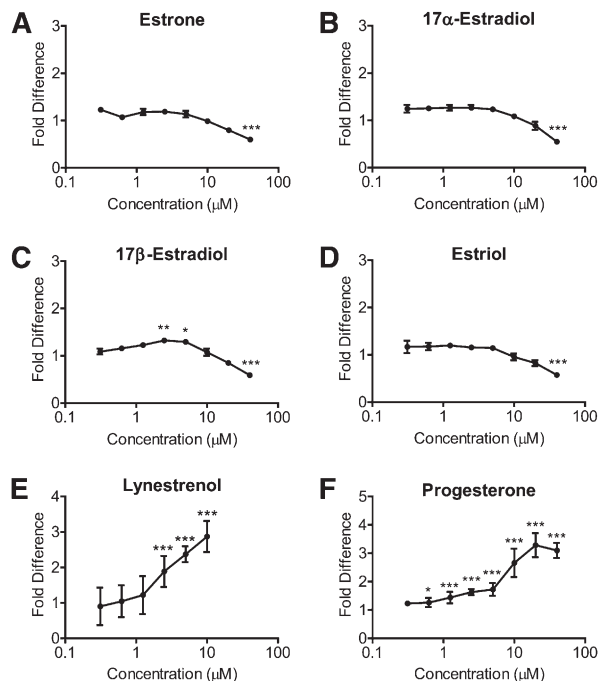 A
Estrone
Fold Difference
3
2
1
0
***
0.1 1 10 100
Concentration (μM)
B
17α-Estradiol
Fold Difference
3
2
1
0
***
0.1 1 10 100
Concentration (μM)
C
17β-Estradiol
Fold Difference
3
2
1
0
** * ***
0.1 1 10 100
Concentration (μM)
D
Estriol
Fold Difference
3
2
1
0
***
0.1 1 10 100
Concentration (μM)
E
Lynestrenol
Fold Difference
4
3
2
1
0
*** *** ***
0.1 1 10 100
Concentration (μM)
F
Progesterone
Fold Difference
5
4
3
2
1
0
* *** *** *** *** *** ***
0.1 1 10 100
Concentration (μM)